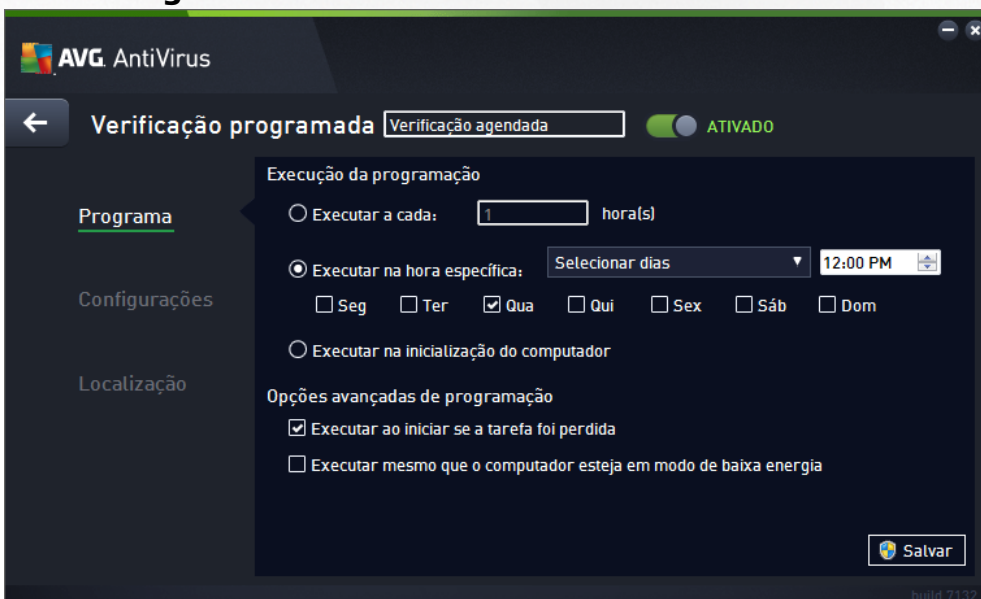 AVG. AntiVirus
Verificação programada Verificação agendada ATIVADO
Programa
Configurações
Localização
Execução da programação
Executar a cada: 1 hora(s)
Executar na hora específica: Selecionar dias 12:00 PM
Seg Ter Qua Qui Sex Sáb Dom
Executar na inicialização do computador
Opções avançadas de programação
Executar ao iniciar se a tarefa foi perdida
Executar mesmo que o computador esteja em modo de baixa energia
Salvar
build 7132